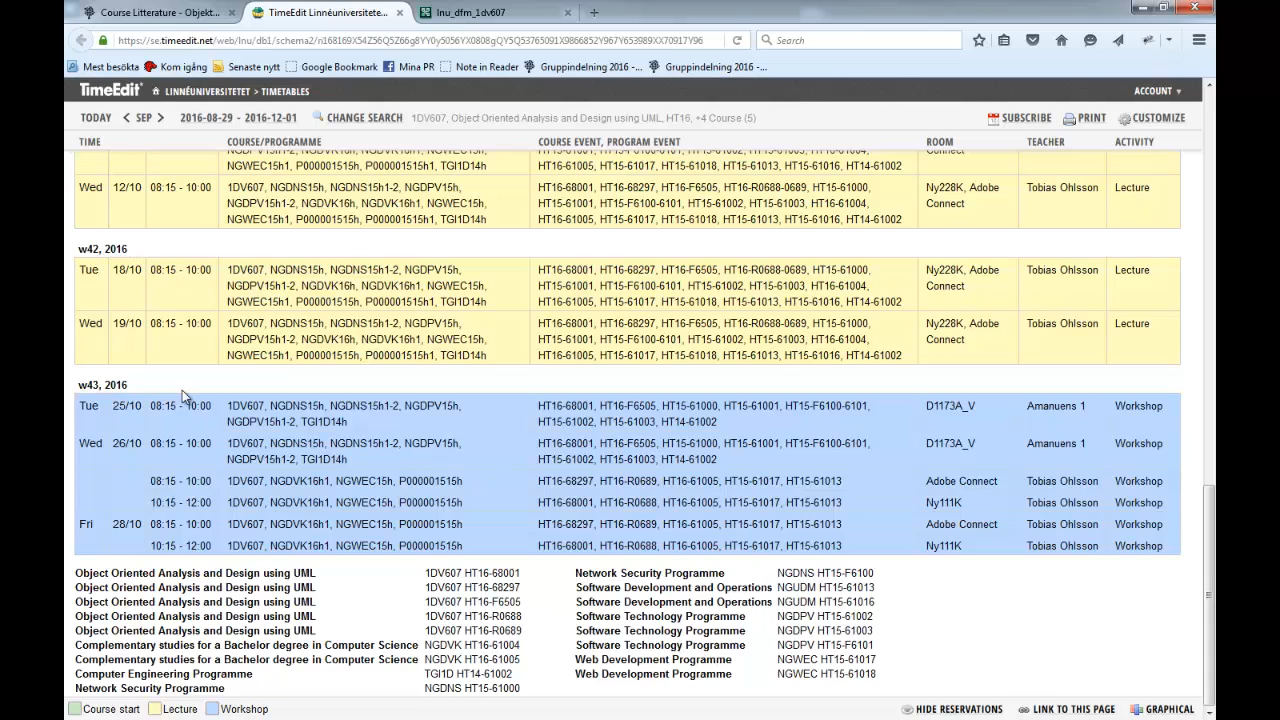 Course Litterature - Objekt...
TimeEdit Linnéuniversitete...
lnu_dfm_1dv607
Search
Mest besökta
Kom igång
Senaste nytt
Google Bookmark
Mina PR
Note in Reader
Gruppindelning 2016 -...
Gruppindelning 2016 -...
TimeEdit
LINNÉUNIVERSITETET > TIMETABLES
ACCOUNT
TODAY < SEP > 2016-08-29 - 2016-12-01 CHANGE SEARCH 1DV607, Object Oriented Analysis and Design using UML, HT16, +4 Course (5) SUBSCRIBE PRINT CUSTOMIZE
TIME COURSE/PROGRAMME COURSE EVENT, PROGRAM EVENT ROOM TEACHER ACTIVITY
Connect
NGWEC15h1, P000001515h, P000001515h1, TGI1D14h HT16-61005, HT15-61017, HT15-61018, HT15-61013, HT15-61016, HT14-61002
Wed 12/10 08:15 - 10:00 1DV607, NGDNS15h, NGDNS15h1-2, NGDPV15h, HT16-68001, HT16-68297, HT16-F6505, HT16-R0688-0689, HT15-61000, Ny228K, Adobe Tobias Ohlsson Lecture
NGDPV15h1-2, NGDVK16h, NGDVK16h1, NGWEC15h, HT15-61001, HT15-F6100-6101, HT15-61002, HT15-61003, HT16-61004, Connect
NGWEC15h1, P000001515h, P000001515h1, TGI1D14h HT16-61005, HT15-61017, HT15-61018, HT15-61013, HT15-61016, HT14-61002
w42, 2016
Tue 18/10 08:15 - 10:00 1DV607, NGDNS15h, NGDNS15h1-2, NGDPV15h, HT16-68001, HT16-68297, HT16-F6505, HT16-R0688-0689, HT15-61000, Ny228K, Adobe Tobias Ohlsson Lecture
NGDPV15h1-2, NGDVK16h, NGDVK16h1, NGWEC15h, HT15-61001, HT15-F6100-6101, HT15-61002, HT15-61003, HT16-61004, Connect
NGWEC15h1, P000001515h, P000001515h1, TGI1D14h HT16-61005, HT15-61017, HT15-61018, HT15-61013, HT15-61016, HT14-61002
Wed 19/10 08:15 - 10:00 1DV607, NGDNS15h, NGDNS15h1-2, NGDPV15h, HT16-68001, HT16-68297, HT16-F6505, HT16-R0688-0689, HT15-61000, Ny228K, Adobe Tobias Ohlsson Lecture
NGDPV15h1-2, NGDVK16h, NGDVK16h1, NGWEC15h, HT15-61001, HT15-F6100-6101, HT15-61002, HT15-61003, HT16-61004, Connect
NGWEC15h1, P000001515h, P000001515h1, TGI1D14h HT16-61005, HT15-61017, HT15-61018, HT15-61013, HT15-61016, HT14-61002
w43, 2016
Tue 25/10 08:15 - 10:00 1DV607, NGDNS15h, NGDNS15h1-2, NGDPV15h, HT16-68001, HT16-F6505, HT15-61000, HT15-61001, HT15-F6100-6101, D1173A_V Amanuens 1 Workshop
NGDPV15h1-2, TGI1D14h HT15-61002, HT15-61003, HT14-61002
Wed 26/10 08:15 - 10:00 1DV607, NGDNS15h, NGDNS15h1-2, NGDPV15h, HT16-68001, HT16-F6505, HT15-61000, HT15-61001, HT15-F6100-6101, D1173A_V Amanuens 1 Workshop
NGDPV15h1-2, TGI1D14h HT15-61002, HT15-61003, HT14-61002
08:15 - 10:00 1DV607, NGDVK16h1, NGWEC15h, P000001515h HT16-68297, HT16-R0689, HT16-61005, HT15-61017, HT15-61013 Adobe Connect Tobias Ohlsson Workshop
10:15 - 12:00 1DV607, NGDVK16h1, NGWEC15h, P000001515h HT16-68001, HT16-R0688, HT16-61005, HT15-61017, HT15-61013 Ny111K Tobias Ohlsson Workshop
Fri 28/10 08:15 - 10:00 1DV607, NGDVK16h1, NGWEC15h, P000001515h HT16-68297, HT16-R0689, HT16-61005, HT15-61017, HT15-61013 Adobe Connect Tobias Ohlsson Workshop
10:15 - 12:00 1DV607, NGDVK16h1, NGWEC15h, P000001515h HT16-68001, HT16-R0688, HT16-61005, HT15-61017, HT15-61013 Ny111K Tobias Ohlsson Workshop
Object Oriented Analysis and Design using UML 1DV607 HT16-68001 Network Security Programme NGDNS HT15-F6100
Object Oriented Analysis and Design using UML 1DV607 HT16-68297 Software Development and Operations NGUDM HT15-61013
Object Oriented Analysis and Design using UML 1DV607 HT16-F6505 Software Development and Operations NGUDM HT15-61016
Object Oriented Analysis and Design using UML 1DV607 HT16-R0688 Software Technology Programme NGDPV HT15-61002
Object Oriented Analysis and Design using UML 1DV607 HT16-R0689 Software Technology Programme NGDPV HT15-61003
Complementary studies for a Bachelor degree in Computer Science NGDVK HT16-61004 Software Technology Programme NGDPV HT15-F6101
Complementary studies for a Bachelor degree in Computer Science NGDVK HT16-61005 Web Development Programme NGWEC HT15-61017
Computer Engineering Programme TGI1D HT14-61002 Web Development Programme NGWEC HT15-61018
Network Security Programme NGDNS HT15-61000
Course start Lecture Workshop HIDE RESERVATIONS LINK TO THIS PAGE GRAPHICAL